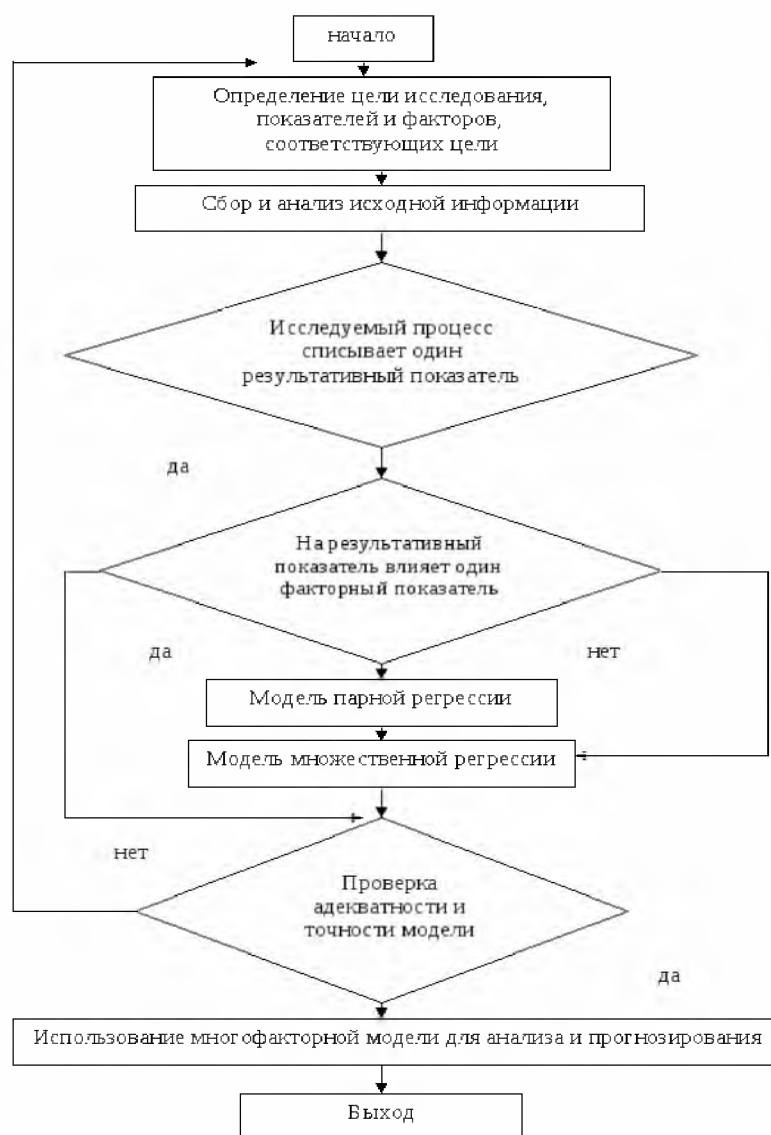 начало
Определение цели исследования,
показателей и факторов,
соответствующих цели
Сбор и анализ исходной информации
Исследуемый процесс
списывает один
результативный показатель
да
На результативный
показатель влияет один
факторный показатель
да
нет
Модель парной регрессии
Модель множественной регрессии
нет
Проверка
адекватности и
точности модели
да
Использование многофакторной модели для анализа и прогнозирования
Выход